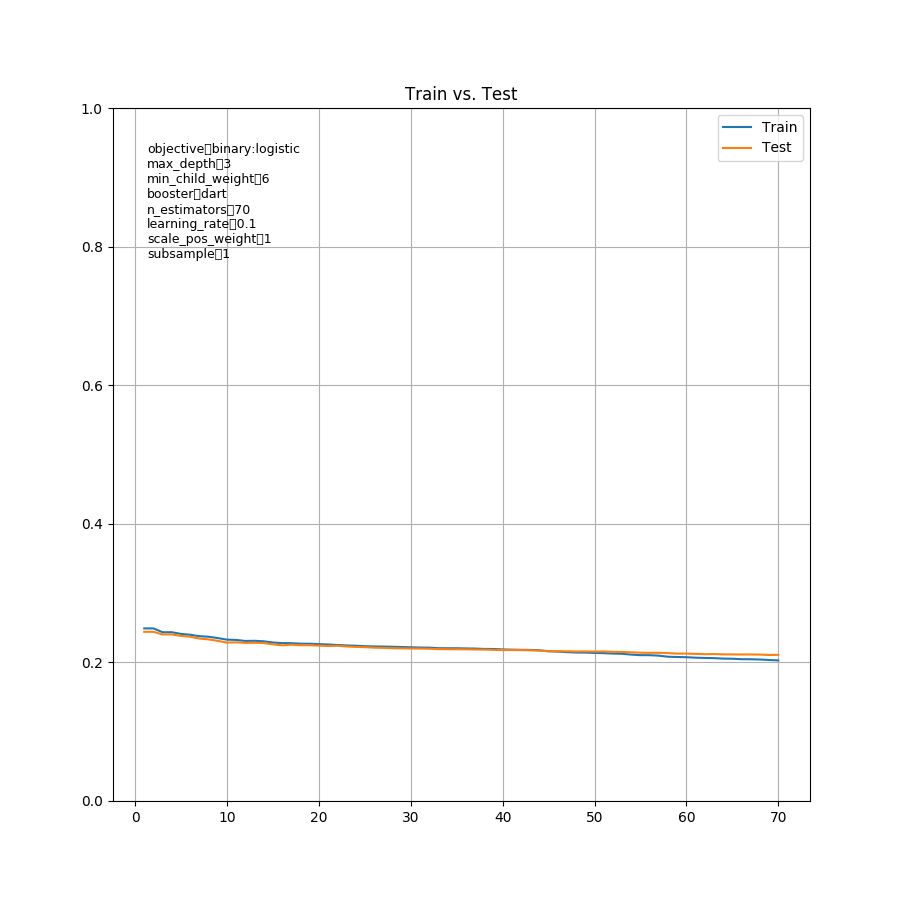 Train vs. Test
1.0
0.8
0.6
0.4
0.2
0.0
objective▯binary:logistic
max_depth▯3
min_child_weight▯6
booster▯dart
n_estimators▯70
learning_rate▯0.1
scale_pos_weight▯1
subsample▯1
Train
Test
0 10 20 30 40 50 60 70